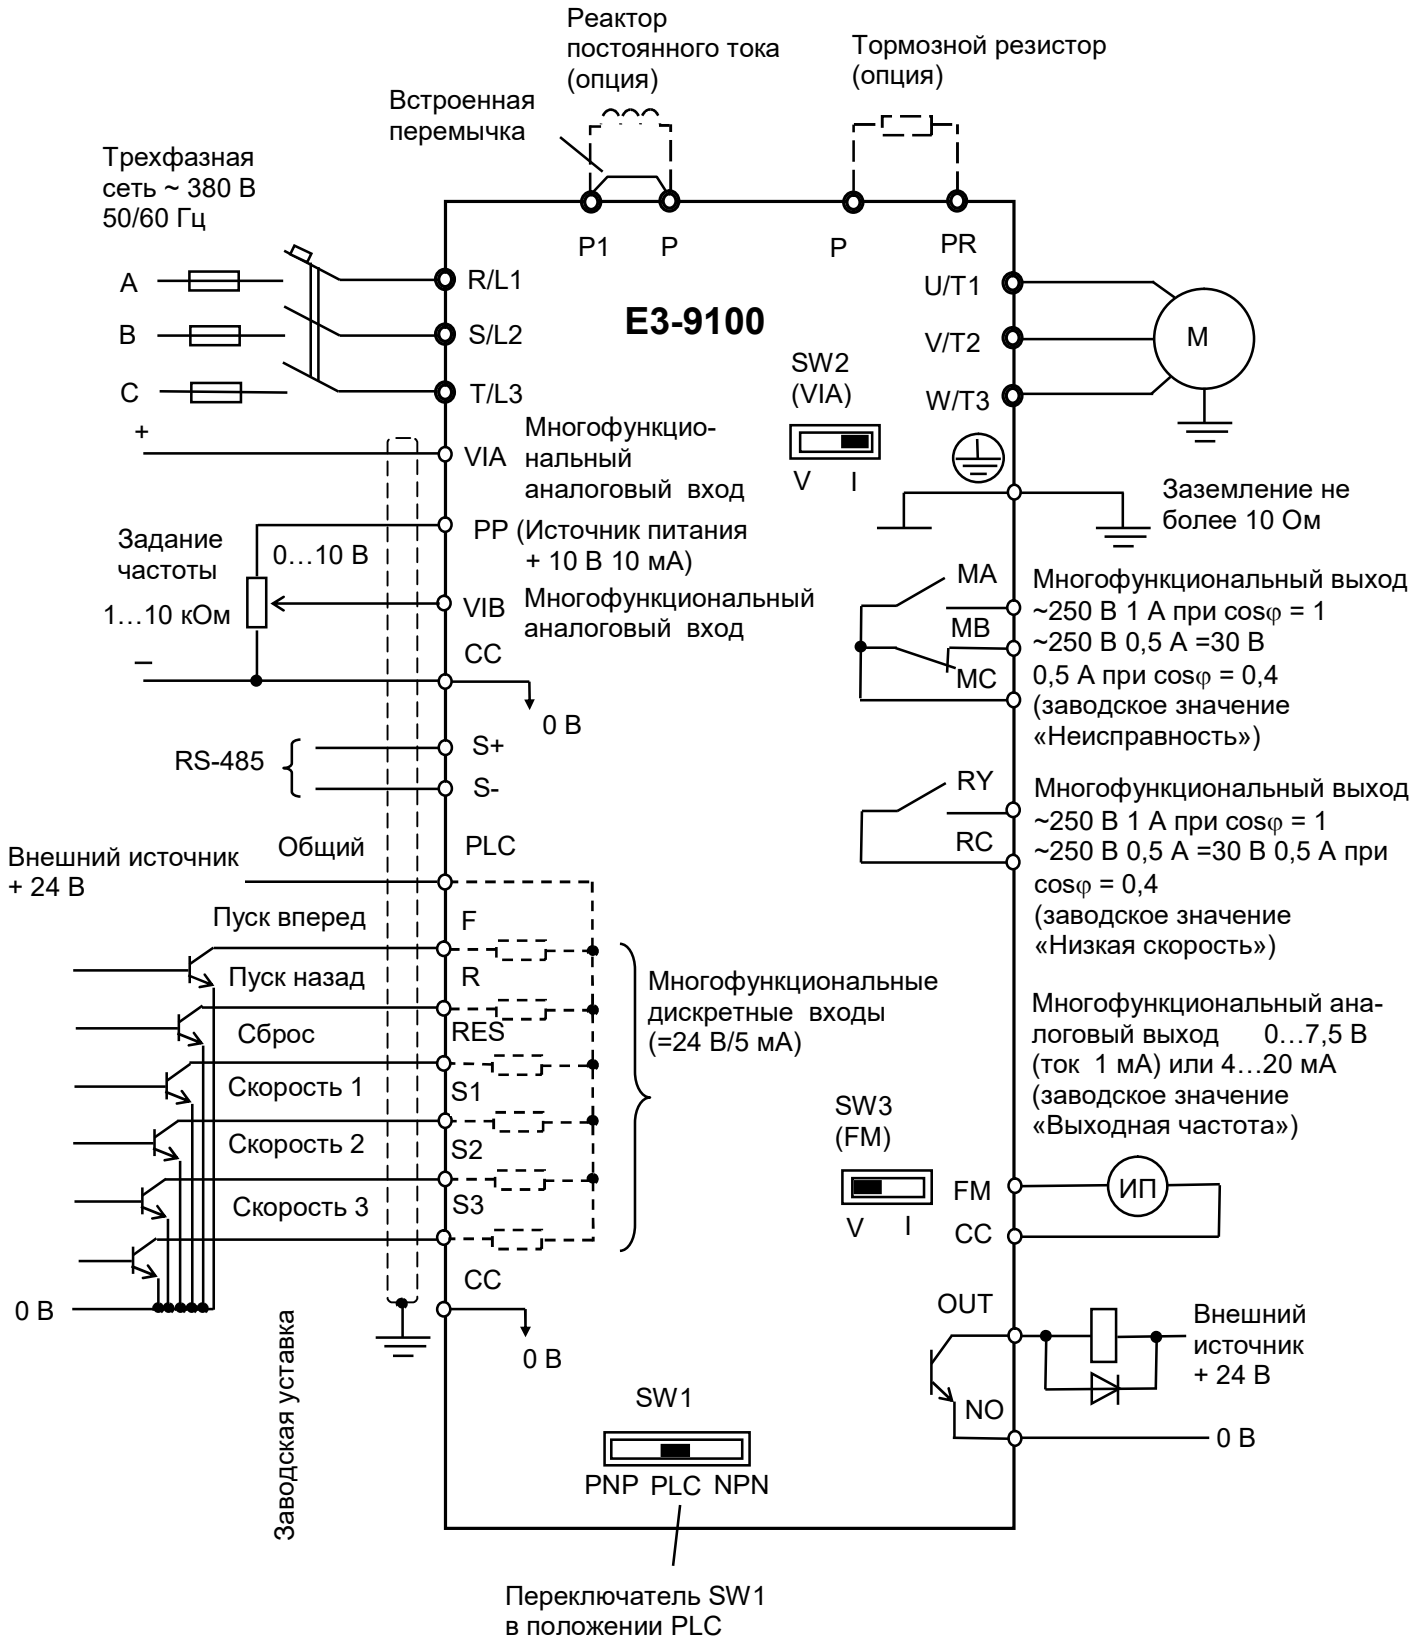 Реактор
постоянного тока
(опция)
Тормозной резистор
(опция)
Встроенная
перемычка
Трехфазная
сеть ~ 380 В
50/60 Гц
P1
P
P
PR
A
R/L1
U/T1
E3-9100
B
S/L2
V/T2
M
SW2
(VIA)
C
T/L3
W/T3
+
VIA
Многофункцио-
нальный
аналоговый вход
V
I
Заземление не
более 10 Ом
Задание
частоты
0…10 В
PP (Источник питания
+ 10 В 10 мА)
1…10 кОм
VIB
Многофункциональный
аналоговый вход
–
CC
0 В
MA
MB
MC
Многофункциональный выход
~250 В 1 А при cosφ = 1
~250 В 0,5 А =30 В
0,5 А при cosφ = 0,4
(заводское значение
«Неисправность»)
RS-485
S+
S-
RY
RC
Многофункциональный выход
~250 В 1 А при cosφ = 1
~250 В 0,5 А =30 В 0,5 А при
cosφ = 0,4
(заводское значение
«Низкая скорость»)
Внешний источник
+ 24 В
Общий
PLC
Пуск вперед
F
Пуск назад
R
Сброс
RES
Скорость 1
S1
Скорость 2
S2
Скорость 3
S3
Многофункциональные
дискретные входы
(=24 В/5 мА)
Многофункциональный ана-
логовый выход 0…7,5 В
(ток 1 мА) или 4…20 мА
(заводское значение
«Выходная частота»)
SW3
(FM)
V
I
FM
ИП
CC
0 В
CC
0 В
Заводская уставка
OUT
NO
Внешний
источник
+ 24 В
0 В
SW1
PNP PLC NPN
Переключатель SW1
в положении PLC